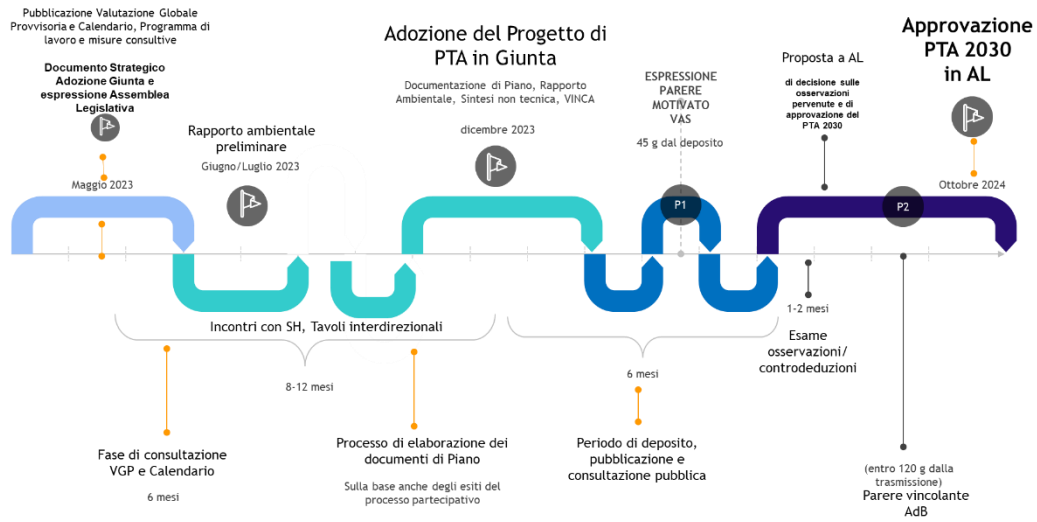 Pubblicazione Valutazione Globale
Provvisoria e Calendario, Programma di
lavoro e misure consultive
Documento Strategico
Adozione Giunta e
espressione Assemblea
Legislativa
Maggio 2023
Rapporto ambientale
preliminare
Giugno/Luglio 2023
Adozione del Progetto di
PTA in Giunta
Documentazione di Piano, Rapporto
Ambientale, Sintesi non tecnica, VINCA
dicembre 2023
ESPRESSIONE
PARERE
MOTIVATO
VAS
45 g dal deposito
P1
Proposta a AL
di decisione sulle
osservazioni
pervenute e di
approvazione del
PTA 2030
Approvazione
PTA 2030
in AL
Ottobre 2024
P2
Incontri con SH, Tavoli interdirezionali
8-12 mesi
6 mesi
1-2 mesi
Esame
osservazioni/
controdeduzioni
Fase di consultazione
VGP e Calendario
6 mesi
Processo di elaborazione dei
documenti di Piano
Sulla base anche degli esiti del
processo partecipativo
Periodo di deposito,
pubblicazione e
consultazione pubblica
(entro 120 g dalla
trasmissione)
Parere vincolante
AdB